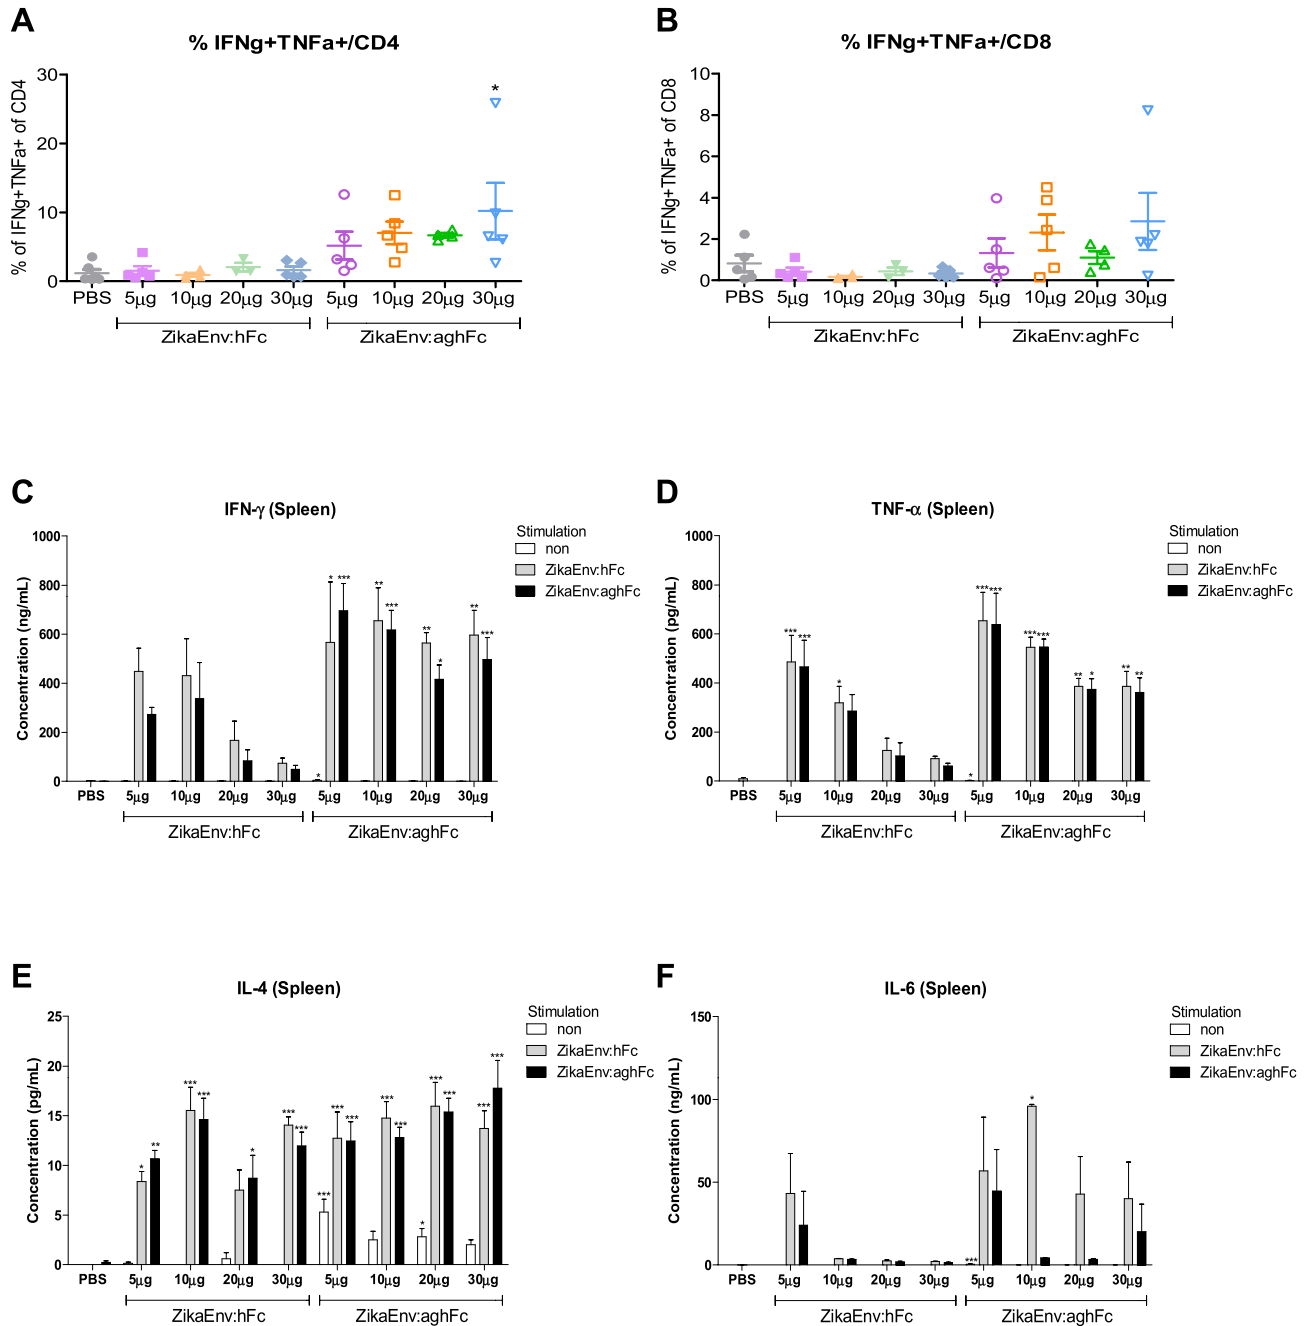 A
% IFNg+TNFa+/CD4
% of IFNg+TNFa+ of CD4
30
20
10
0
*
PBS 5µg 10µg 20µg 30µg 5µg 10µg 20µg 30µg
ZikaEnv:hFc ZikaEnv:aghFc
B
% IFNg+TNFa+/CD8
% of IFNg+TNFa+ of CD8
10
8
6
4
2
0
PBS 5µg 10µg 20µg 30µg 5µg 10µg 20µg 30µg
ZikaEnv:hFc ZikaEnv:aghFc
C
IFN-γ (Spleen)
Stimulation
non
ZikaEnv:hFc
ZikaEnv:aghFc
Concentration (ng/mL)
1000
800
600
400
200
0
* *** ** *** ** * ** ***
*
PBS 5µg 10µg 20µg 30µg 5µg 10µg 20µg 30µg
ZikaEnv:hFc ZikaEnv:aghFc
D
TNF-α (Spleen)
Stimulation
non
ZikaEnv:hFc
ZikaEnv:aghFc
Concentration (pg/mL)
1000
800
600
400
200
0
*** *** * *** *** *** *** ** * ** **
*
PBS 5µg 10µg 20µg 30µg 5µg 10µg 20µg 30µg
ZikaEnv:hFc ZikaEnv:aghFc
E
IL-4 (Spleen)
Stimulation
non
ZikaEnv:hFc
ZikaEnv:aghFc
Concentration (pg/mL)
25
20
15
10
5
0
* ** *** *** * *** *** *** *** *** *** *** * *** *** *** ***
PBS 5µg 10µg 20µg 30µg 5µg 10µg 20µg 30µg
ZikaEnv:hFc ZikaEnv:aghFc
F
IL-6 (Spleen)
Stimulation
non
ZikaEnv:hFc
ZikaEnv:aghFc
Concentration (ng/mL)
150
100
50
0
*** *
PBS 5µg 10µg 20µg 30µg 5µg 10µg 20µg 30µg
ZikaEnv:hFc ZikaEnv:aghFc